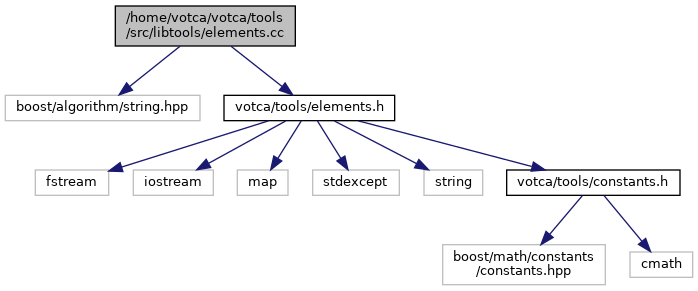 /home/votca/votca/tools
/src/libtools/elements.cc
boost/algorithm/string.hpp
votca/tools/elements.h
fstream
iostream
map
stdexcept
string
votca/tools/constants.h
boost/math/constants
/constants.hpp
cmath